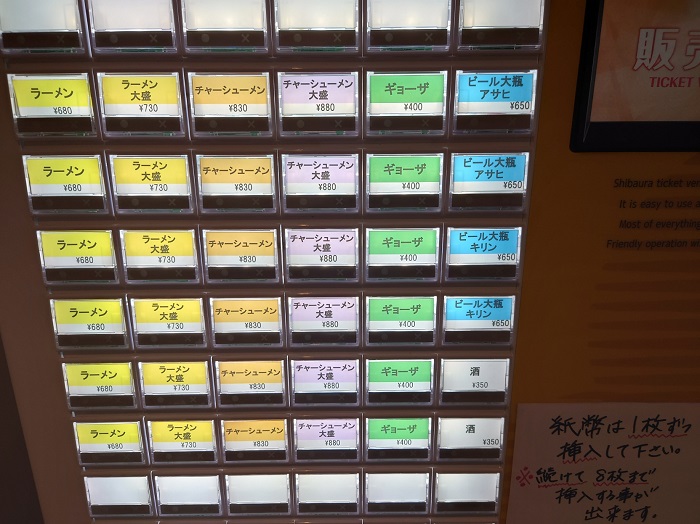 ラーメン
¥680
ラーメン
大盛
¥730
チャーシューメン
¥830
チャーシューメン
大盛
¥880
ギョーザ
¥400
ビール大瓶
アサヒ
¥650
ラーメン
¥680
ラーメン
大盛
¥730
チャーシューメン
¥830
チャーシューメン
大盛
¥880
ギョーザ
¥400
ビール大瓶
アサヒ
¥650
ラーメン
¥680
ラーメン
大盛
¥730
チャーシューメン
¥830
チャーシューメン
大盛
¥880
ギョーザ
¥400
ビール大瓶
キリン
¥650
ラーメン
¥680
ラーメン
大盛
¥730
チャーシューメン
¥830
チャーシューメン
大盛
¥880
ギョーザ
¥400
ビール大瓶
キリン
¥650
ラーメン
¥680
ラーメン
大盛
¥730
チャーシューメン
¥830
チャーシューメン
大盛
¥880
ギョーザ
¥400
酒
¥350
ラーメン
¥680
ラーメン
大盛
¥730
チャーシューメン
¥830
チャーシューメン
大盛
¥880
ギョーザ
¥400
酒
¥350
販
TICKET
Shibaura ticket
It is easy to use
Most of everything
Friendly operation
紙幣は1枚ずつ
挿入して下さい。
※続けて8枚まで
挿入する事が
出来ます。